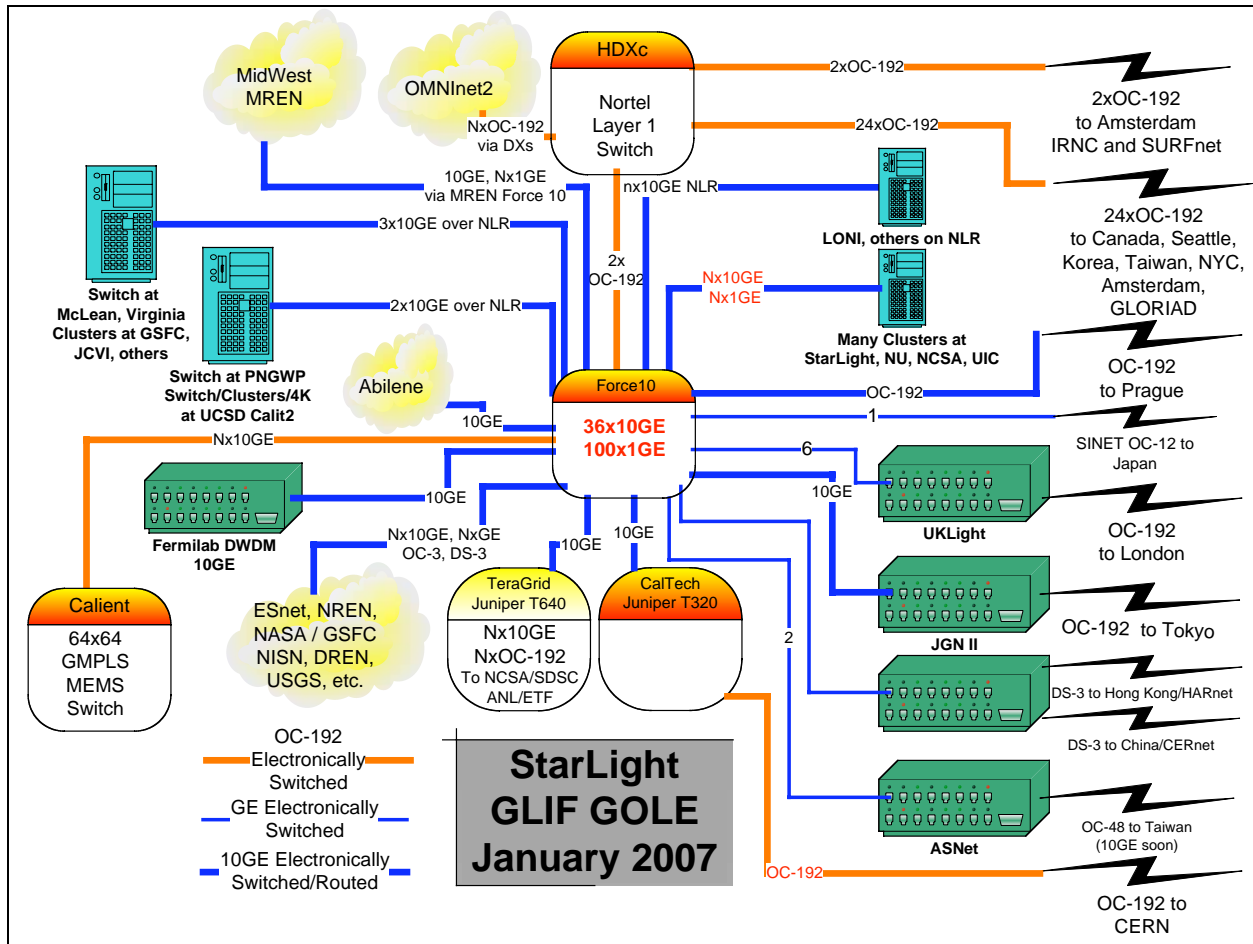 HDXc
Nortel
Layer 1
Switch
MidWest
MREN
OMNInet2
NxOC-192
via DXs
2xOC-192
2xOC-192
to Amsterdam
IRNC and SURFnet
24xOC-192
24xOC-192
to Canada, Seattle,
Korea, Taiwan, NYC,
Amsterdam,
GLORIAD
10GE, Nx1GE
via MREN Force 10
nx10GE NLR
LONI, others on NLR
3x10GE over NLR
Switch at
McLean, Virginia
Clusters at GSFC,
JCVI, others
2x
OC-192
Nx10GE
Nx1GE
Many Clusters at
StarLight, NU, NCSA, UIC
2x10GE over NLR
Switch at PNGWP
Switch/Clusters/4K
at UCSD Calit2
Abilene
10GE
Force10
36x10GE
100x1GE
OC-192
OC-192
to Prague
1
SINET OC-12 to
Japan
Nx10GE
6
UKLight
OC-192
to London
10GE
Fermilab DWDM
10GE
10GE
JGN II
OC-192 to Tokyo
Nx10GE, NxGE
OC-3, DS-3
10GE
10GE
Calient
64x64
GMPLS
MEMS
Switch
ESnet, NREN,
NASA / GSFC
NISN, DREN,
USGS, etc.
TeraGrid
Juniper T640
Nx10GE
NxOC-192
To NCSA/SDSC
ANL/ETF
CalTech
Juniper T320
2
DS-3 to Hong Kong/HARnet
DS-3 to China/CERnet
ASNet
OC-48 to Taiwan
(10GE soon)
OC-192
OC-192 to
CERN
OC-192
Electronically
Switched
GE Electronically
Switched
10GE Electronically
Switched/Routed
StarLight
GLIF GOLE
January 2007